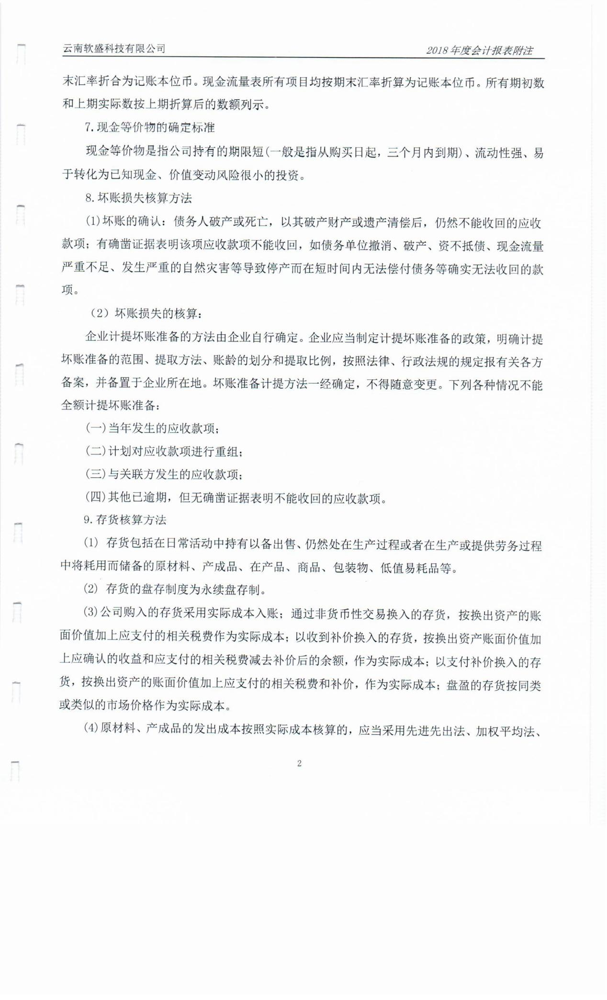 云南软盛科技有限公司
2018年度会计报表附注
末汇率折合为记账本位币。现金流量表所有项目均按期末汇率折算为记账本位币。所有期初数
和上期实际数按上期折算后的数额列示。
7.现金等价物的确定标准
现金等价物是指公司持有的期限短(一般是指从购买日起，三个月内到期)、流动性强、易
于转化为已知现金、价值变动风险很小的投资。
8.坏账损失核算方法
(1)坏账的确认：债务人破产或死亡，以其破产财产或遗产清偿后，仍然不能收回的应收
款项；有确凿证据表明该项应收款项不能收回，如债务单位撤消、破产、资不抵债、现金流量
严重不足、发生严重的自然灾害等导致停产而在短时间内无法偿付债务等确实无法收回的款
项。
（2）坏账损失的核算：
企业计提坏账准备的方法由企业自行确定。企业应当制定计提坏账准备的政策，明确计提
坏账准备的范围、提取方法、账龄的划分和提取比例，按照法律、行政法规的规定报有关各方
备案，并备置于企业所在地。坏账准备计提方法一经确定，不得随意变更。下列各种情况不能
全额计提坏账准备：
(一)当年发生的应收款项；
(二)计划对应收款项进行重组；
(三)与关联方发生的应收款项；
(四)其他已逾期，但无确凿证据表明不能收回的应收款项。
9.存货核算方法
(1) 存货包括在日常活动中持有以备出售、仍然处在生产过程或者在生产或提供劳务过程
中将耗用而储备的原材料、产成品、在产品、商品、包装物、低值易耗品等。
(2) 存货的盘存制度为永续盘存制。
(3)公司购入的存货采用实际成本入账；通过非货币性交易换入的存货，按换出资产的账
面价值加上应支付的相关税费作为实际成本；以收到补价换入的存货，按换出资产账面价值加
上应确认的收益和应支付的相关税费减去补价后的余额，作为实际成本；以支付补价换入的存
货，按换出资产的账面价值加上应支付的相关税费和补价，作为实际成本；盘盈的存货按同类
或类似的市场价格作为实际成本。
(4)原材料、产成品的发出成本按照实际成本核算的，应当采用先进先出法、加权平均法、
2